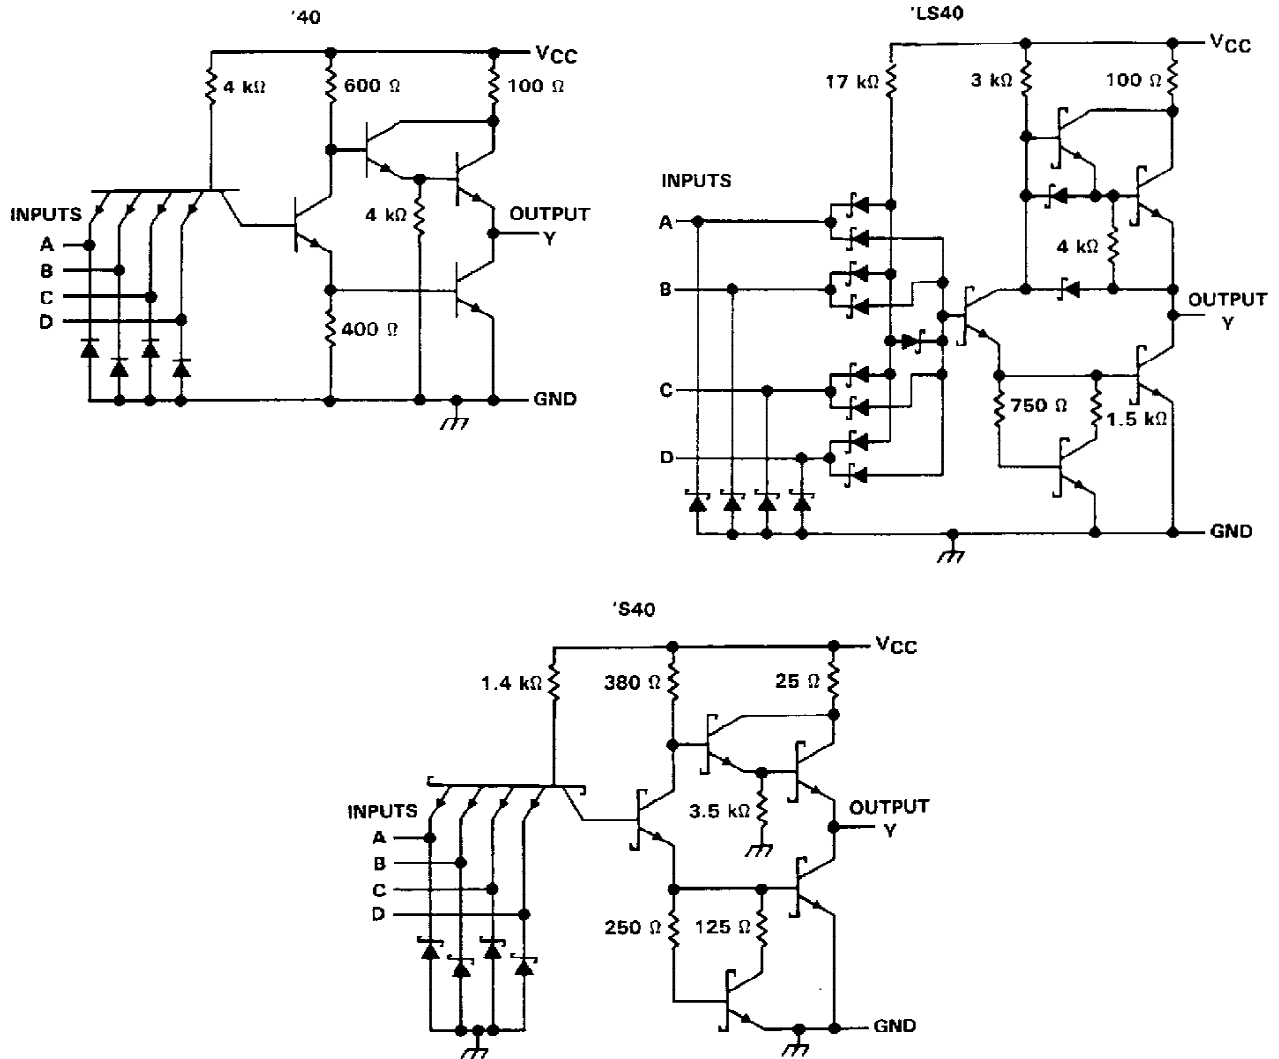 '40
VCC
4 kΩ
600 Ω
100 Ω
INPUTS
4 kΩ
OUTPUT
Y
A
B
C
D
400 Ω
GND
'LS40
VCC
17 kΩ
3 kΩ
100 Ω
INPUTS
A
4 kΩ
B
OUTPUT
Y
C
750 Ω
1.5 kΩ
D
GND
'S40
VCC
1.4 kΩ
380 Ω
25 Ω
INPUTS
3.5 kΩ
OUTPUT
Y
A
B
C
D
250 Ω
125 Ω
GND